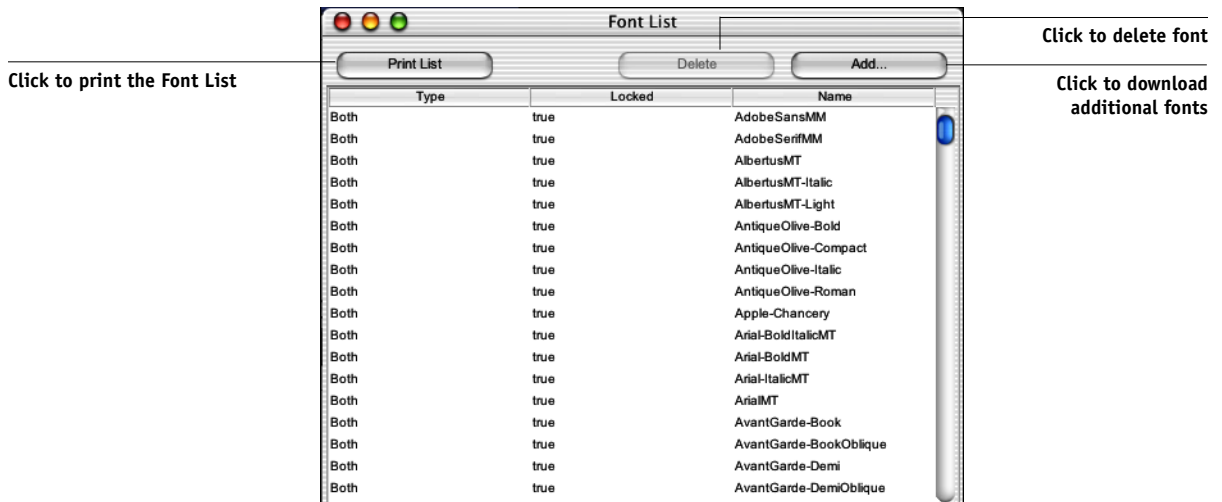 Font List
Click to delete font
Print List
Delete
Add...
Click to print the Font List
Click to download
additional fonts
Type Locked Name
Both true AdobeSansMM
Both true AdobeSerifMM
Both true AlbertusMT
Both true AlbertusMT-Italic
Both true AlbertusMT-Light
Both true AntiqueOlive-Bold
Both true AntiqueOlive-Compact
Both true AntiqueOlive-Italic
Both true AntiqueOlive-Roman
Both true Apple-Chancery
Both true Arial-BoldItalicMT
Both true Arial-BoldMT
Both true Arial-ItalicMT
Both true ArialMT
Both true AvantGarde-Book
Both true AvantGarde-BookOblique
Both true AvantGarde-Demi
Both true AvantGarde-DemiOblique